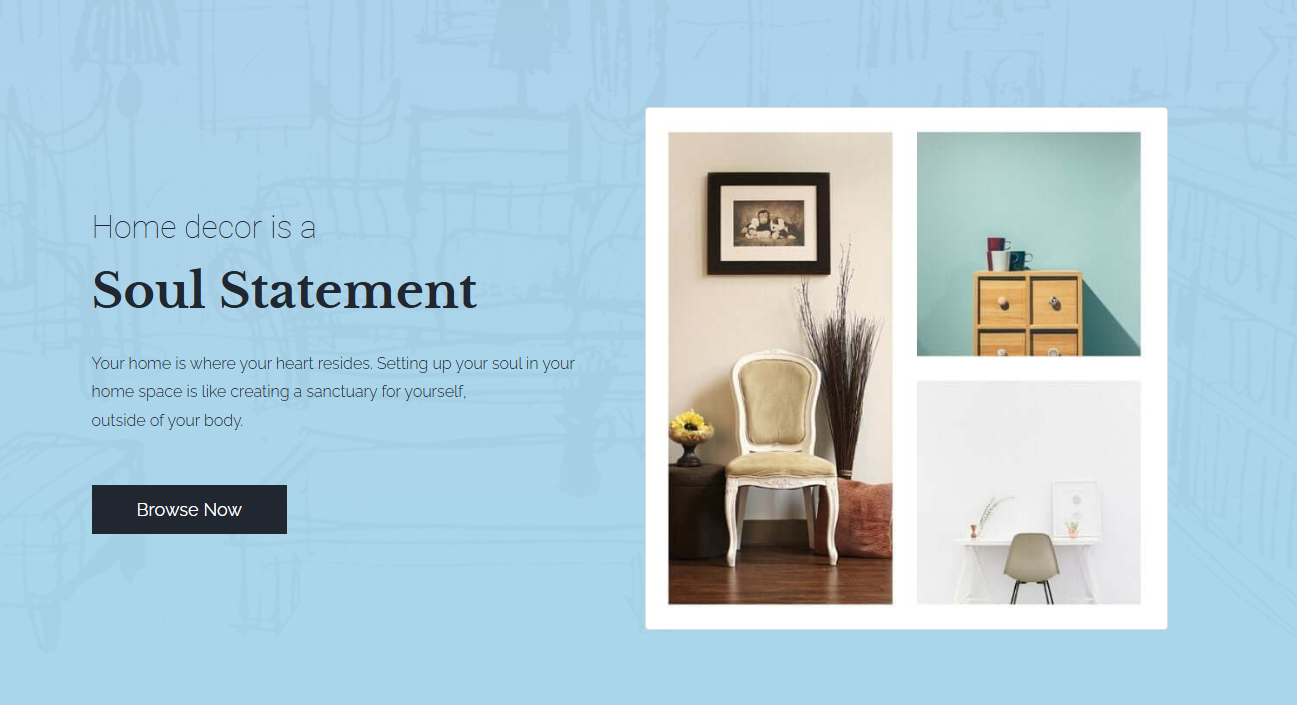 Home decor is a
Soul Statement
Your home is where your heart resides. Setting up your soul in your
home space is like creating a sanctuary for yourself,
outside of your body.
Browse Now